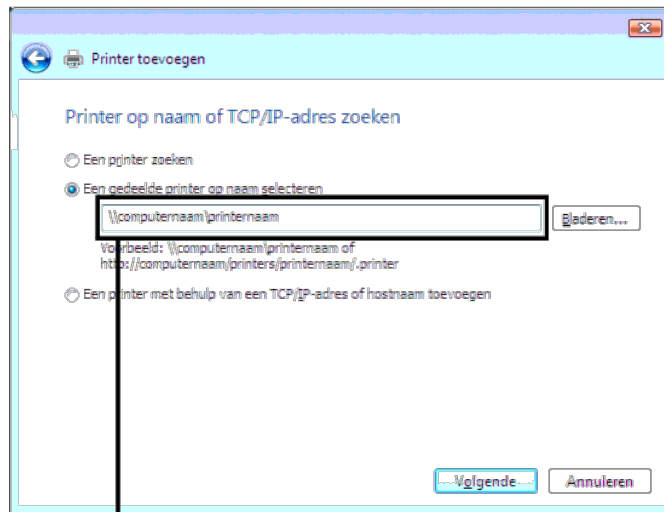 Printer toevoegen
Printer op naam of TCP/IP-adres zoeken
Een printer zoeken
Een gedeelde printer op naam selecteren
\\computernaam\printernaam
Bladeren...
Voorbeeld: \\computernaam\printernaam of
http://computernaam/printers/printernaam/.printer
Een printer met behulp van een TCP/IP-adres of hostnaam toevoegen
Volgende
Annuleren